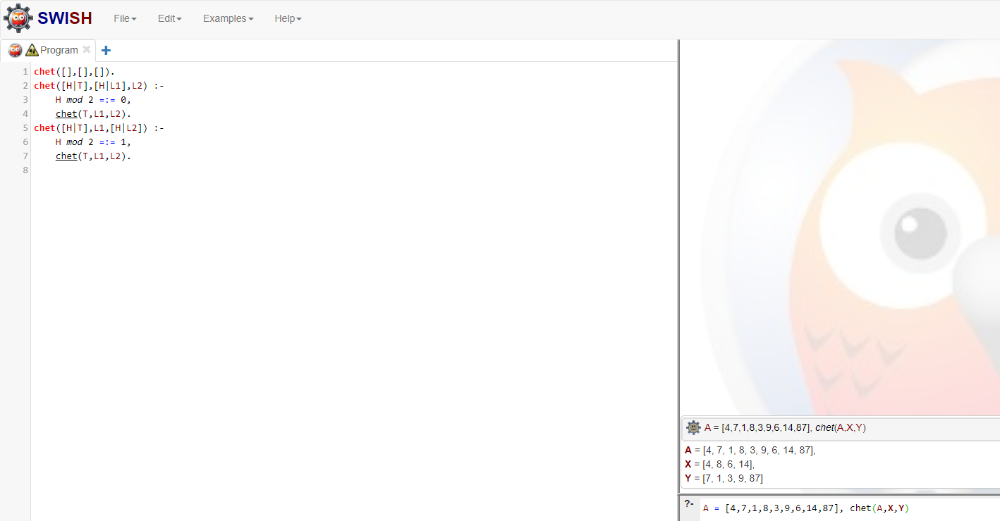 SWISH File Edit Examples Help
Program
1 chet([],[],[]).
2 chet([H|T],[H|L1],L2) :-
3     H mod 2 =:= 0,
4     chet(T,L1,L2).
5 chet([H|T],L1,[H|L2]) :-
6     H mod 2 =:= 1,
7     chet(T,L1,L2).
8
A = [4,7,1,8,3,9,6,14,87], chet(A,X,Y)
A = [4, 7, 1, 8, 3, 9, 6, 14, 87],
X = [4, 8, 6, 14],
Y = [7, 1, 3, 9, 87]
?- A = [4,7,1,8,3,9,6,14,87], chet(A,X,Y)